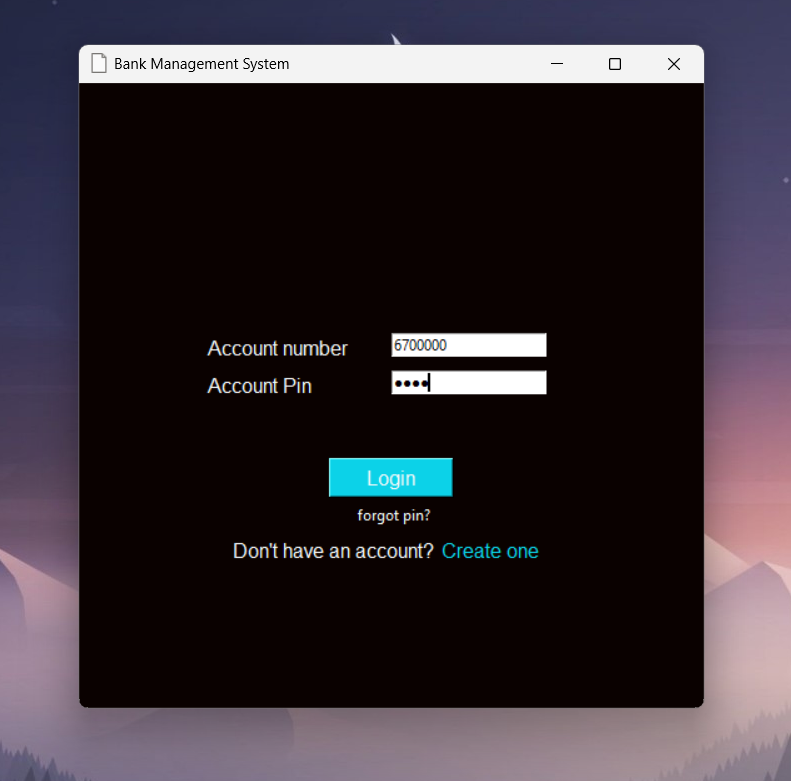 Bank Management System
Account number 6700000
Account Pin ••••
Login
forgot pin?
Don't have an account? Create one